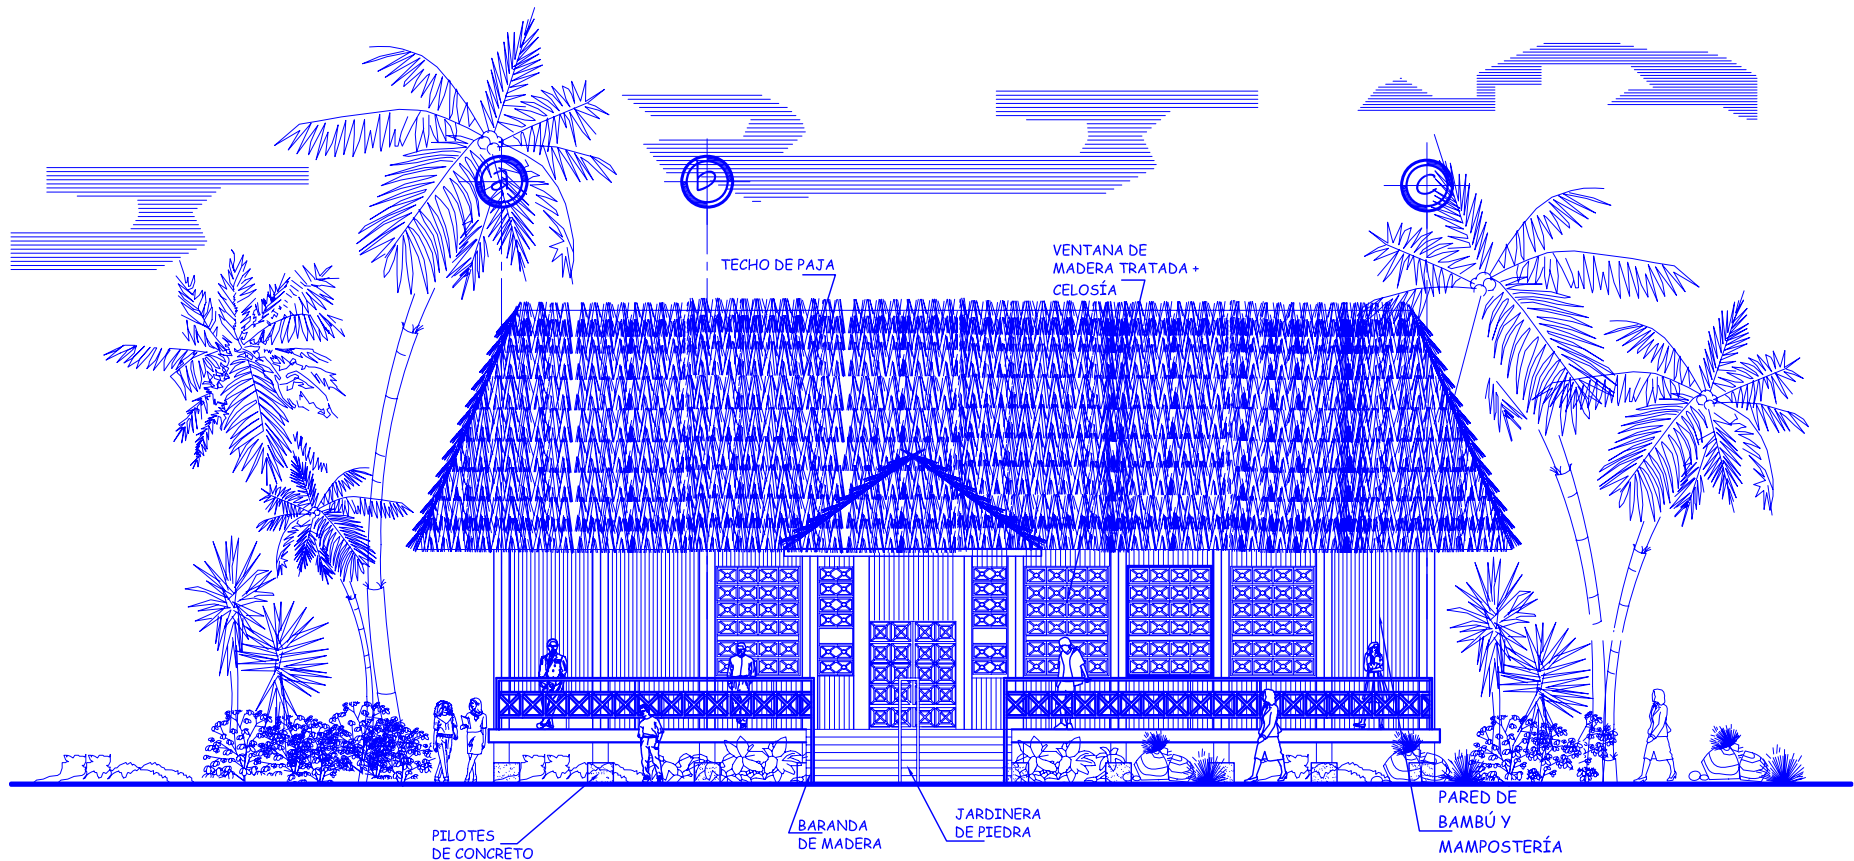 a
b
c
TECHO DE PAJA
VENTANA DE
MADERA TRATADA +
CELOSÍA
PILOTES
DE CONCRETO
BARANDA
DE MADERA
JARDINERA
DE PIEDRA
PARED DE
BAMBÚ Y
MAMPOSTERÍA